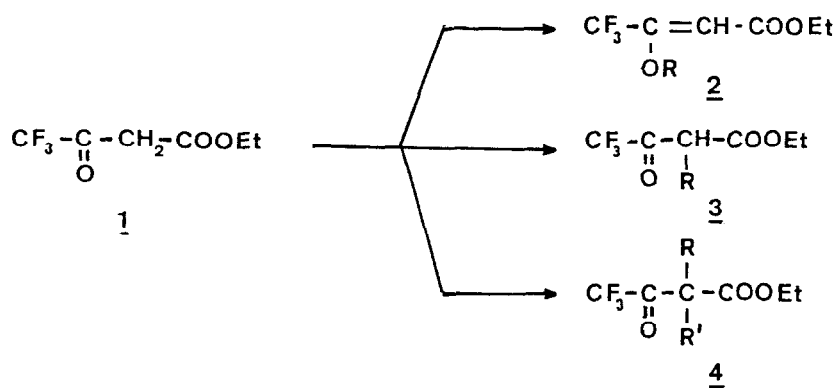 CF3-C=CH-COOEt
OR
2
CF3-C-CH2-COOEt
O
1
CF3-C-CH-COOEt
O R
3
R
CF3-C-C-COOEt
O R'
4